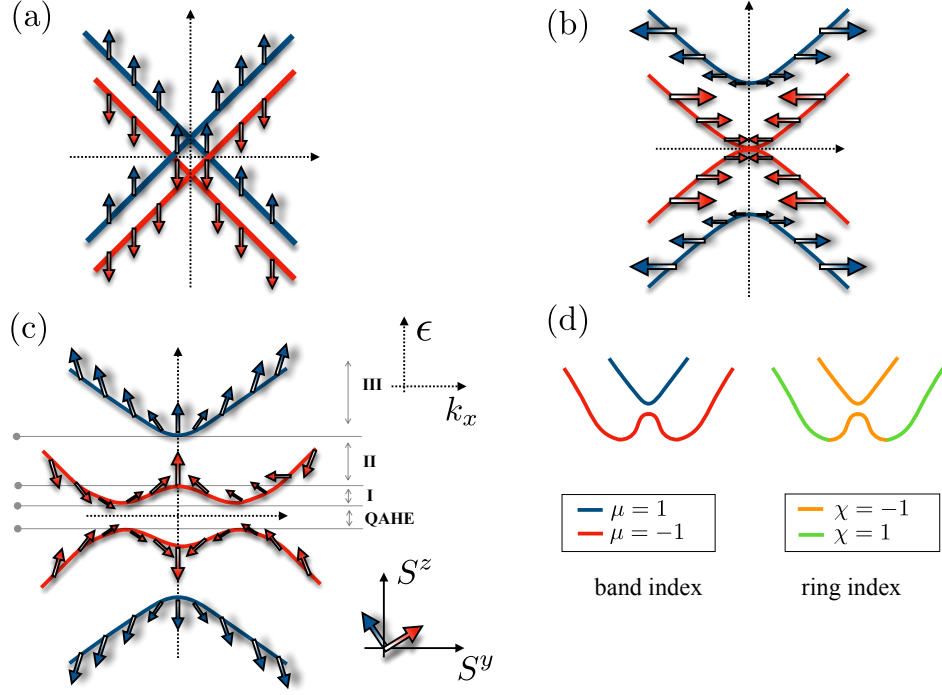 (a)
(b)
(c)
ϵ
k_x
III
II
I
QAHE
S^z
S^y
(d)
μ = 1
μ = −1
band index
χ = −1
χ = 1
ring index